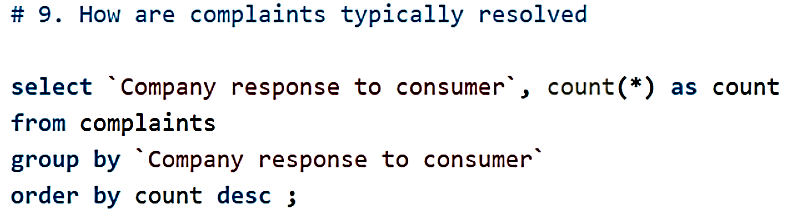 # 9. How are complaints typically resolved
select `Company response to consumer`, count(*) as count
from complaints
group by `Company response to consumer`
order by count desc ;